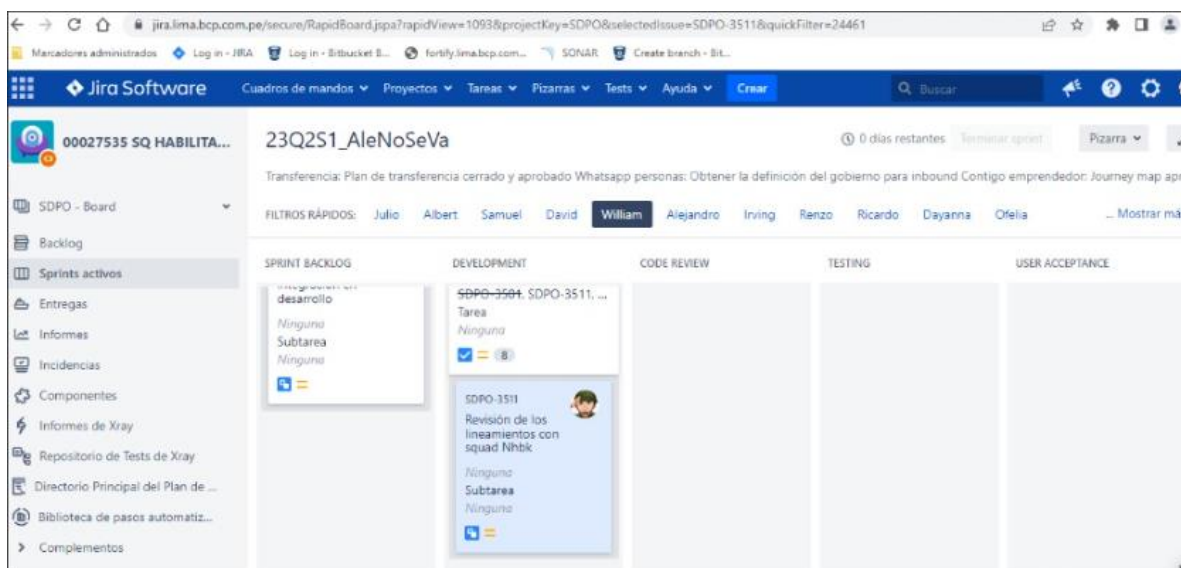 jira.lima.bcp.com.pe/secure/RapidBoard.jspa?rapidView=1093&projectKey=SDPO&selectedIssue=SDPO-3511&quickFilter=24461
Marcadores administrados Log in - JIRA Log in - Bitbucket B... fortify.lima.bcp.com... SONAR Create branch - Bit...
Jira Software Cuadros de mandos Proyectos Tareas Pizarras Tests Ayuda Crear Buscar
00027535 SQ HABILITA...
23Q2S1_AleNoSeVa
0 días restantes Terminar sprint Pizarra
Transferencia: Plan de transferencia cerrado y aprobado Whatsapp personas: Obtener la definición del gobierno para inbound Contigo emprendedor: Journey map apr
FILTROS RÁPIDOS: Julio Albert Samuel David William Alejandro Irving Renzo Ricardo Dayanna Ofelia ... Mostrar má
SDPO - Board
Backlog
Sprints activos
Entregas
Informes
Incidencias
Componentes
Informes de Xray
Repositorio de Tests de Xray
Directorio Principal del Plan de ...
Biblioteca de pasos automatiz...
Complementos
SPRINT BACKLOG
integración en
desarrollo
Ninguna
Subtarea
Ninguna
DEVELOPMENT
SDPO-3501, SDPO-3511, ...
Tarea
Ninguna
8
SDPO-3511
Revisión de los
lineamientos con
squad Nhbk
Ninguna
Subtarea
Ninguna
CODE REVIEW
TESTING
USER ACCEPTANCE